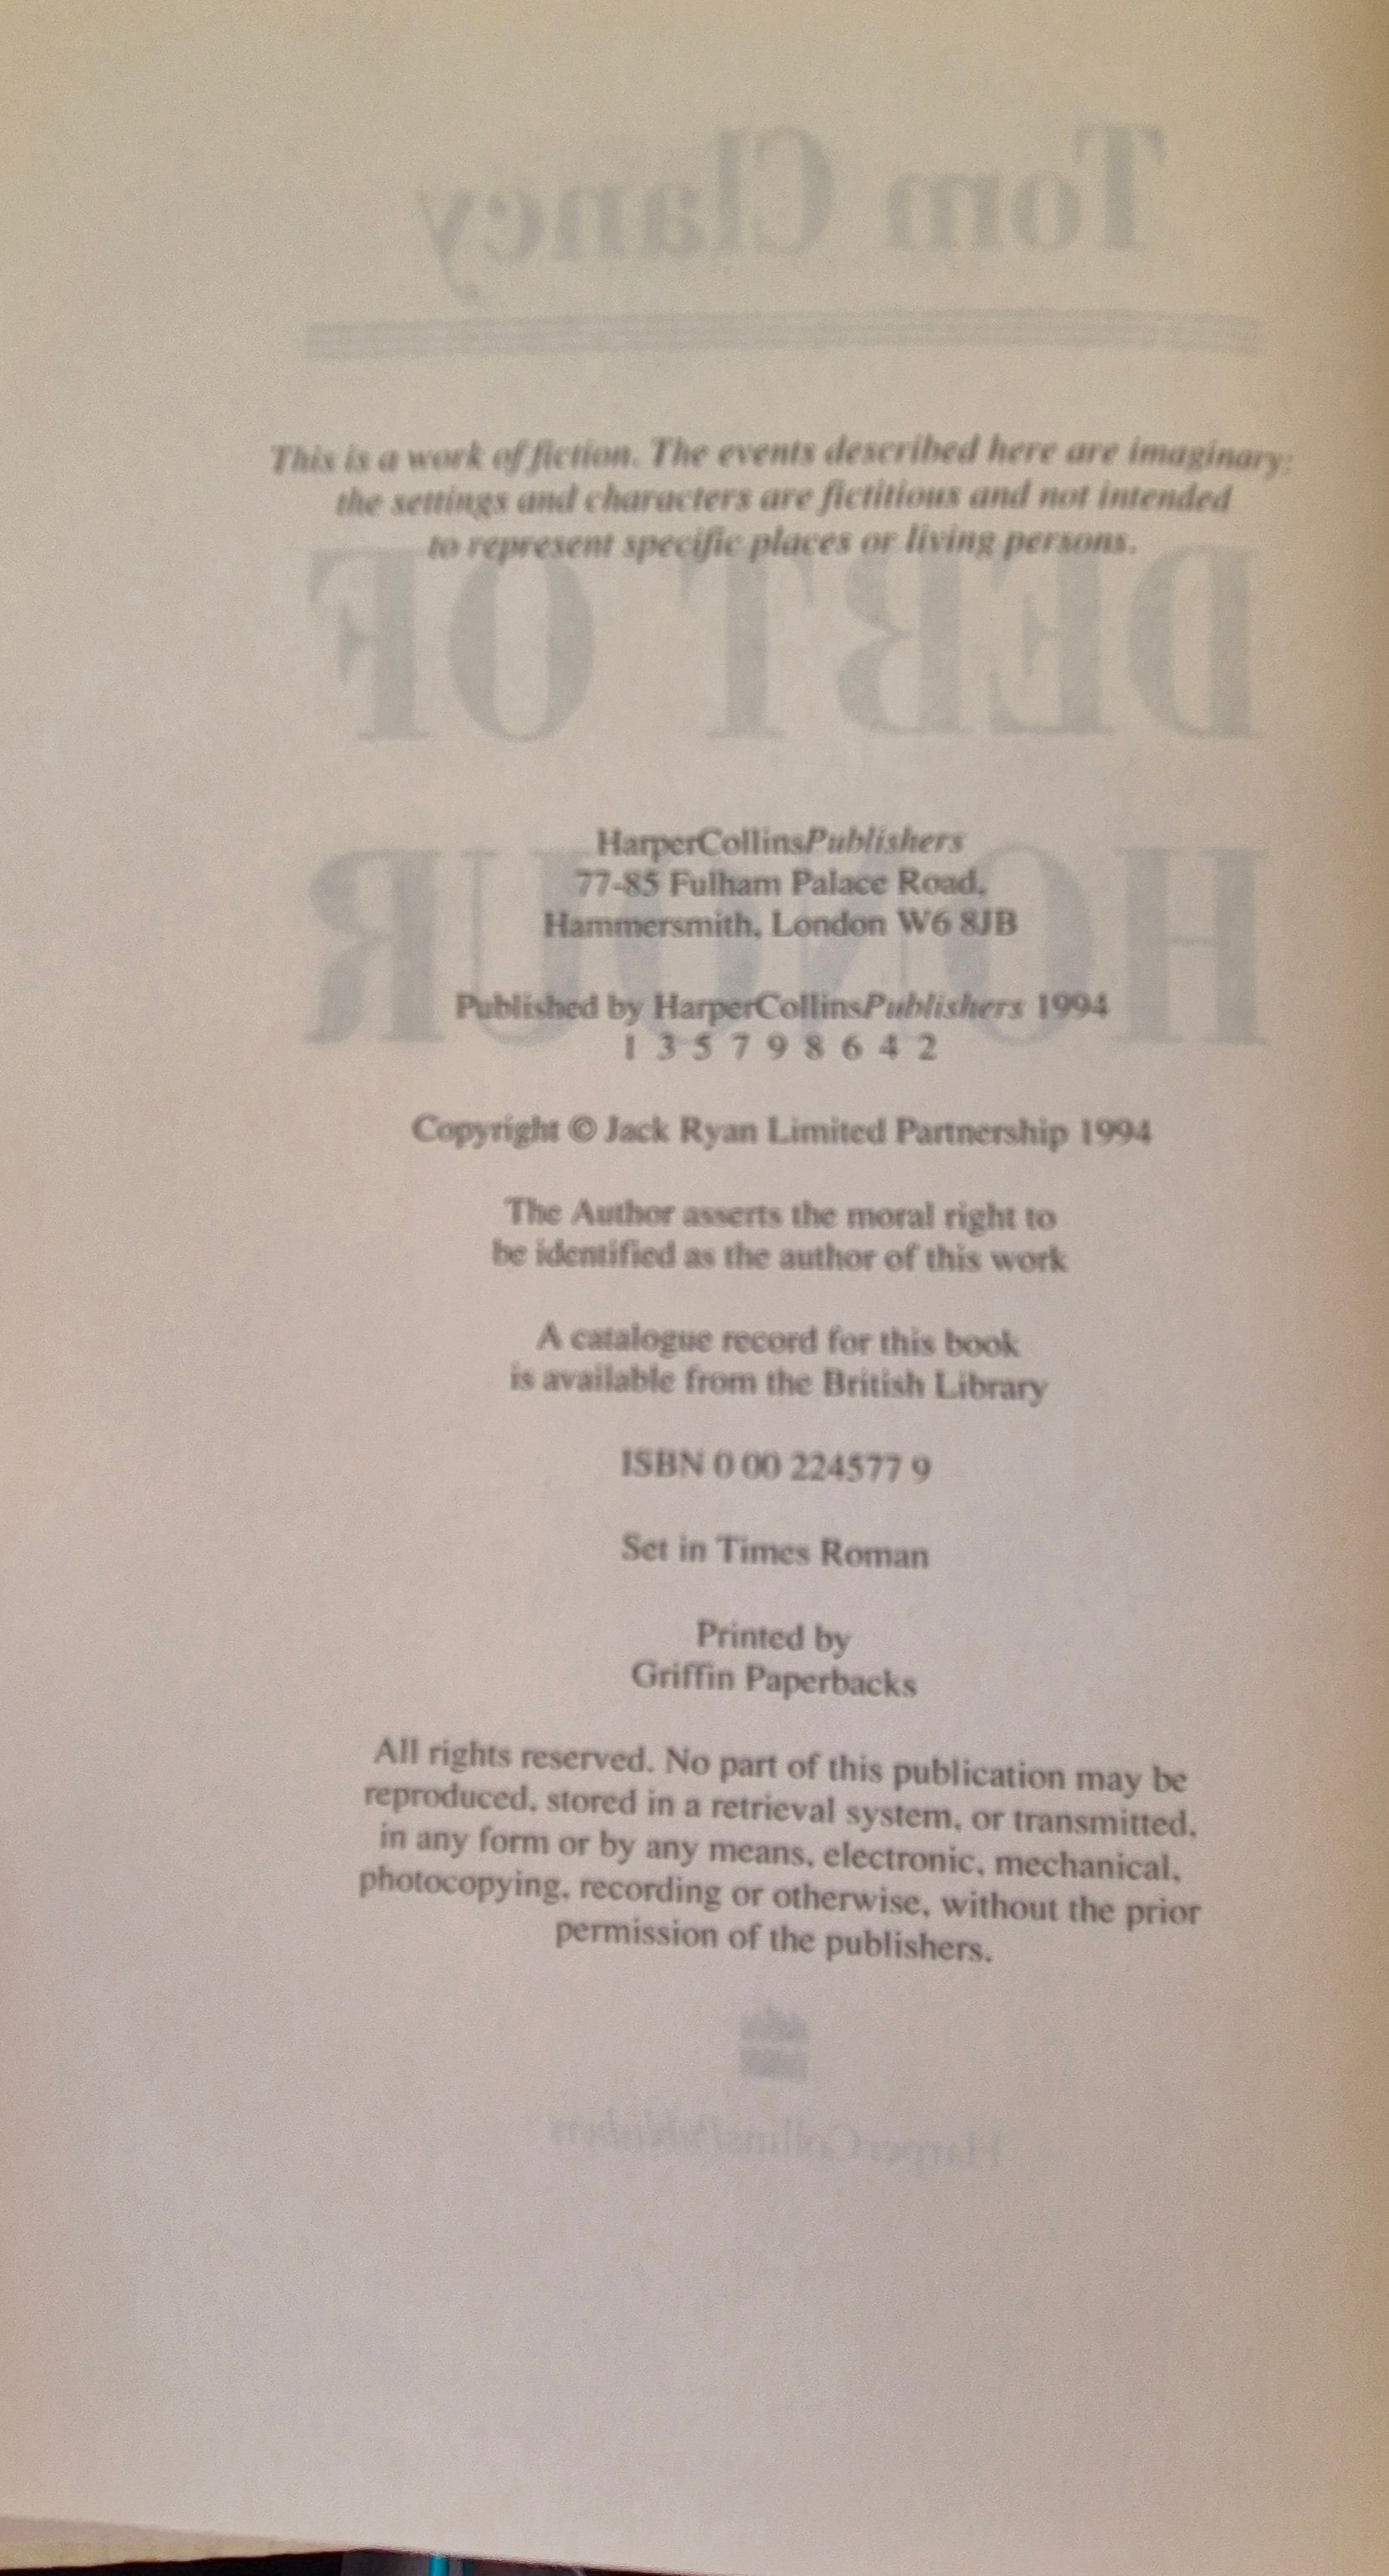 Tom Clancy
This is a work of fiction. The events described here are imaginary;
the settings and characters are fictitious and not intended
to represent specific places or living persons.
DEBT OF
HarperCollinsPublishers
77-85 Fulham Palace Road,
Hammersmith, London W6 8JB
HONOUR
Published by HarperCollinsPublishers 1994
1 3 5 7 9 8 6 4 2
Copyright © Jack Ryan Limited Partnership 1994
The Author asserts the moral right to
be identified as the author of this work
A catalogue record for this book
is available from the British Library
ISBN 0 00 224577 9
Set in Times Roman
Printed by
Griffin Paperbacks
All rights reserved. No part of this publication may be
reproduced, stored in a retrieval system, or transmitted,
in any form or by any means, electronic, mechanical,
photocopying, recording or otherwise, without the prior
permission of the publishers.
HarperCollinsPublishers